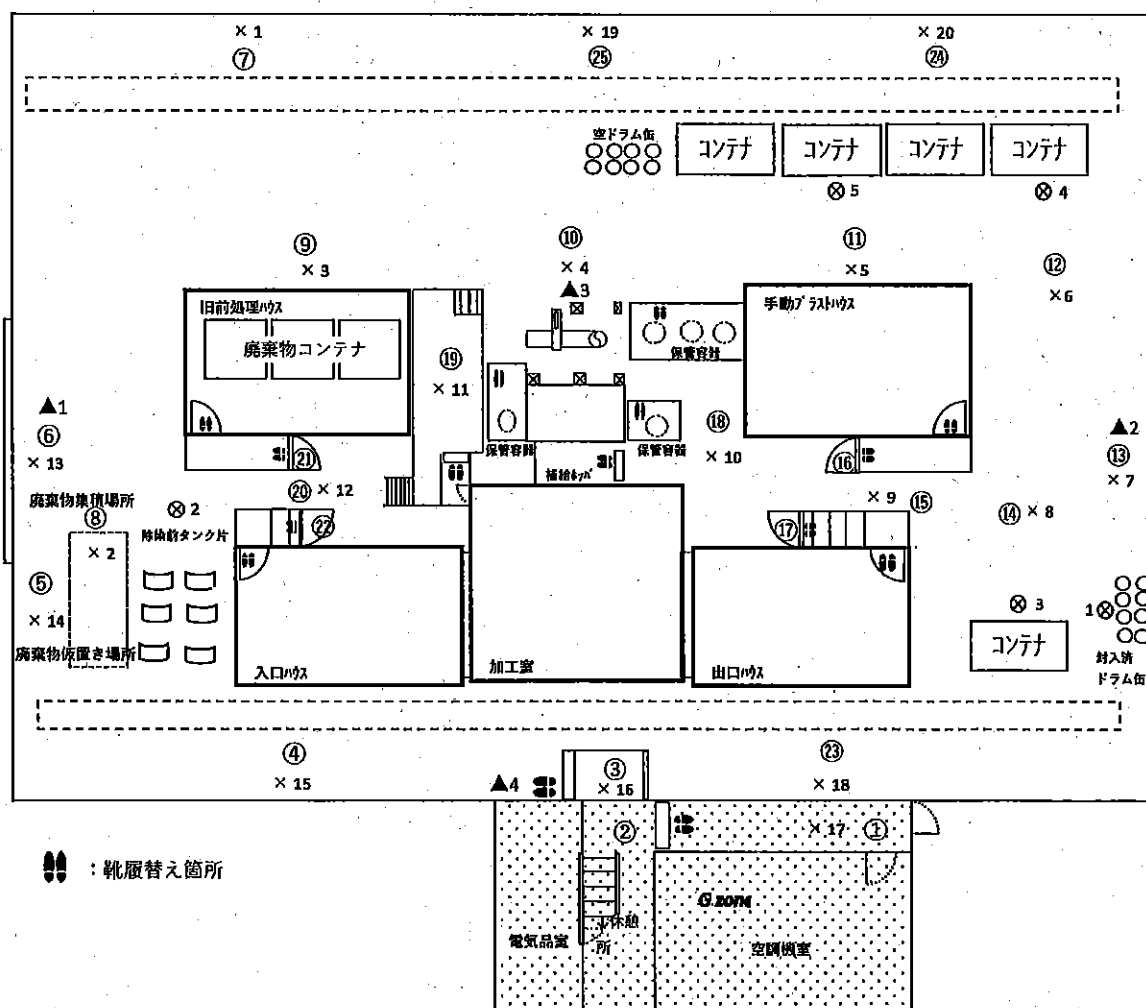 × 1
× 19
× 20
⑦
㉕
㉔
空ドラム缶
コンテナ
コンテナ
コンテナ
コンテナ
⊗ 5
⊗ 4
⑨
⑩
⑪
⑫
× 3
× 4
× 5
× 6
▲3
旧前処理ハウス
廃棄物コンテナ
手動ブラストハウス
保管容器
⑲
× 11
▲1
⑥
× 13
▲2
⑬
× 7
⑱
× 10
保管容器
保管容器
補給ホッパ
㉑
⑯
⑳
× 12
× 9
⑮
⑭
× 8
廃棄物集積場所
⑧
⊗ 2
除染前タンク片
㉒
⑰
× 2
⑤
× 14
廃棄物仮置き場所
入口ハウス
加工室
出口ハウス
⊗ 3
コンテナ
1⊗
封入済
ドラム缶
④
× 15
▲4
③
× 16
㉓
× 18
②
× 17
①
:靴履替え箇所
G zone
電気品室
休憩
所
空調機室